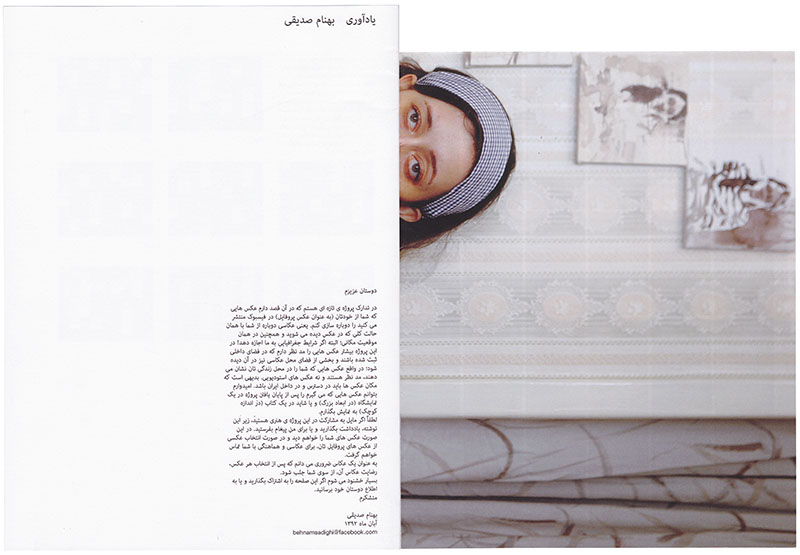 یادآوری بهنام صدیقی
دوستان عزیزم
در تدارک پروژه ی تازه ای هستم که در آن قصد دارم عکس هایی
که شما از خودتان (به عنوان عکس پروفایل) در فیسبوک منتشر
می کنید را دوباره سازی کنم. یعنی عکاسی دوباره از شما با همان
حالت کلی که در عکس دیده می شوید و همچنین در همان
موقعیت مکانی؛ البته اگر شرایط جغرافیایی به ما اجازه دهد! در
این پروژه بیشتر عکس هایی را مد نظر دارم که در فضای داخلی
ثبت شده باشند و بخشی از فضای محل عکاسی نیز در آن دیده
شود؛ در واقع عکس هایی که شما را در محل زندگی تان نشان می
دهند، مد نظر هستند و نه عکس های استودیویی. بدیهی است که
مکان عکس ها باید در دسترس و در داخل ایران باشد. امیدوارم
بتوانم عکس هایی که می گیرم را پس از پایان یافتن پروژه در یک
نمایشگاه (در ابعاد بزرگ) و یا شاید در یک کتاب (در اندازه
کوچک) به نمایش بگذارم.
لطفاً اگر مایل به مشارکت در این پروژه ی هنری هستید، زیر این
نوشته، یادداشت بگذارید و یا برای من پیغام بفرستید. در این
صورت عکس های شما را خواهم دید و در صورت انتخاب عکسی
از عکس های پروفایل تان، برای عکاسی و هماهنگی با شما تماس
خواهم گرفت.
به عنوان یک عکاس ضروری می دانم که پس از انتخاب هر عکس،
رضایت عکاس آن، از سوی شما جلب شود.
بسیار خشنود می شوم اگر این صفحه را به اشتراک بگذارید و یا به
اطلاع دوستان خود برسانید.
متشکرم
بهنام صدیقی
آبان ماه ۱۳۹۲
behnamsadighi@facebook.com